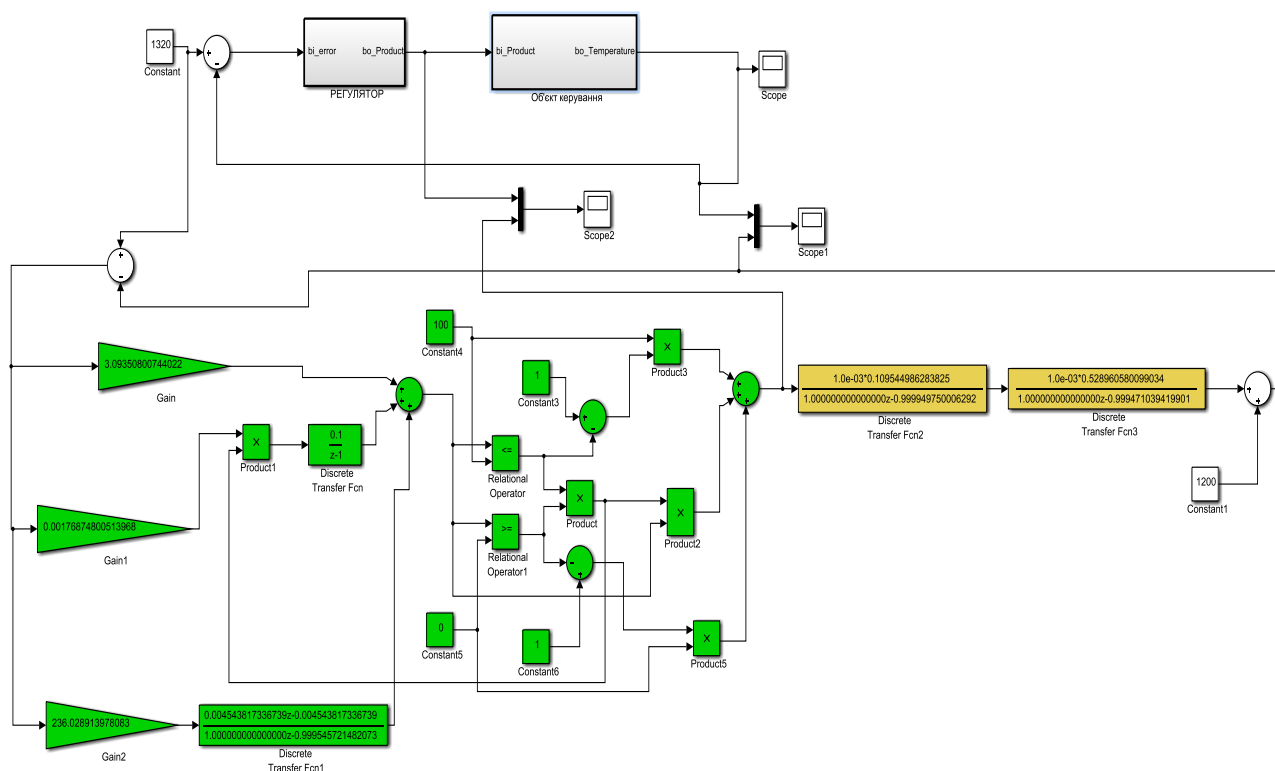 1320
Constant
bi_error
bo_Product
РЕГУЛЯТОР
bi_Product
bo_Temperature
Об'єкт керування
Scope
Scope2
Scope1
3.09350800744022
Gain
0.00176874800513968
Gain1
236.028913978083
Gain2
Product1
0.1
z-1
Discrete
Transfer Fcn
0.004543817336739z-0.004543817336739
1.000000000000000z-0.999545721482073
Discrete
Transfer Fcn1
100
Constant4
1
Constant3
<=
Relational
Operator
>=
Relational
Operator1
0
Constant5
1
Constant6
Product
Product3
Product2
Product5
1.0e-03*0.109544986283825
1.000000000000000z-0.999949750006292
Discrete
Transfer Fcn2
1.0e-03*0.528960580099034
1.000000000000000z-0.999471039419901
Discrete
Transfer Fcn3
1200
Constant1